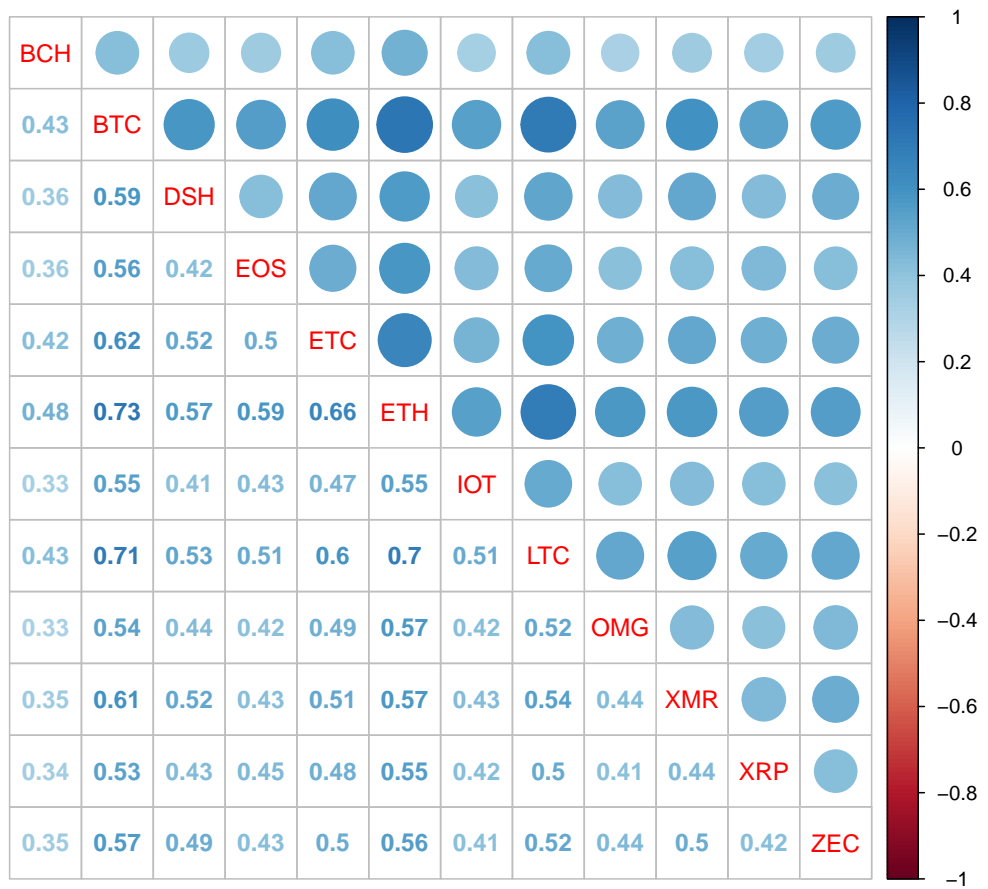 BCH
0.43 BTC
0.36 0.59 DSH
0.36 0.56 0.42 EOS
0.42 0.62 0.52 0.5 ETC
0.48 0.73 0.57 0.59 0.66 ETH
0.33 0.55 0.41 0.43 0.47 0.55 IOT
0.43 0.71 0.53 0.51 0.6 0.7 0.51 LTC
0.33 0.54 0.44 0.42 0.49 0.57 0.42 0.52 OMG
0.35 0.61 0.52 0.43 0.51 0.57 0.43 0.54 0.44 XMR
0.34 0.53 0.43 0.45 0.48 0.55 0.42 0.5 0.41 0.44 XRP
0.35 0.57 0.49 0.43 0.5 0.56 0.41 0.52 0.44 0.5 0.42 ZEC
1
0.8
0.6
0.4
0.2
0
−0.2
−0.4
−0.6
−0.8
−1